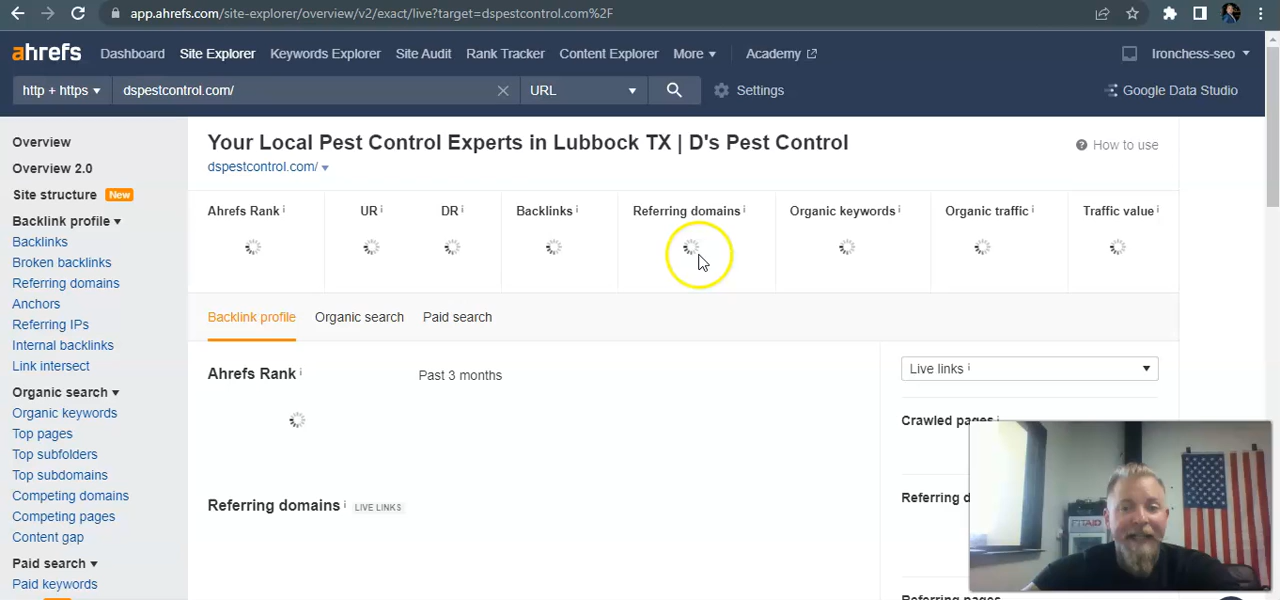 app.ahrefs.com/site-explorer/overview/v2/exact/live?target=dspestcontrol.com%2F
ahrefs Dashboard Site Explorer Keywords Explorer Site Audit Rank Tracker Content Explorer More Academy Ironchess-seo
http + https dspestcontrol.com/ URL Settings Google Data Studio
Overview
Overview 2.0
Site structure New
Backlink profile
Backlinks
Broken backlinks
Referring domains
Anchors
Referring IPs
Internal backlinks
Link intersect
Organic search
Organic keywords
Top pages
Top subfolders
Top subdomains
Competing domains
Competing pages
Content gap
Paid search
Paid keywords
Your Local Pest Control Experts in Lubbock TX | D's Pest Control
How to use
dspestcontrol.com/
Ahrefs Rank UR DR Backlinks Referring domains Organic keywords Organic traffic Traffic value
Backlink profile Organic search Paid search
Ahrefs Rank Past 3 months
Referring domains LIVE LINKS
Live links
Crawled pages
Referring d
Referring pages
FITAID